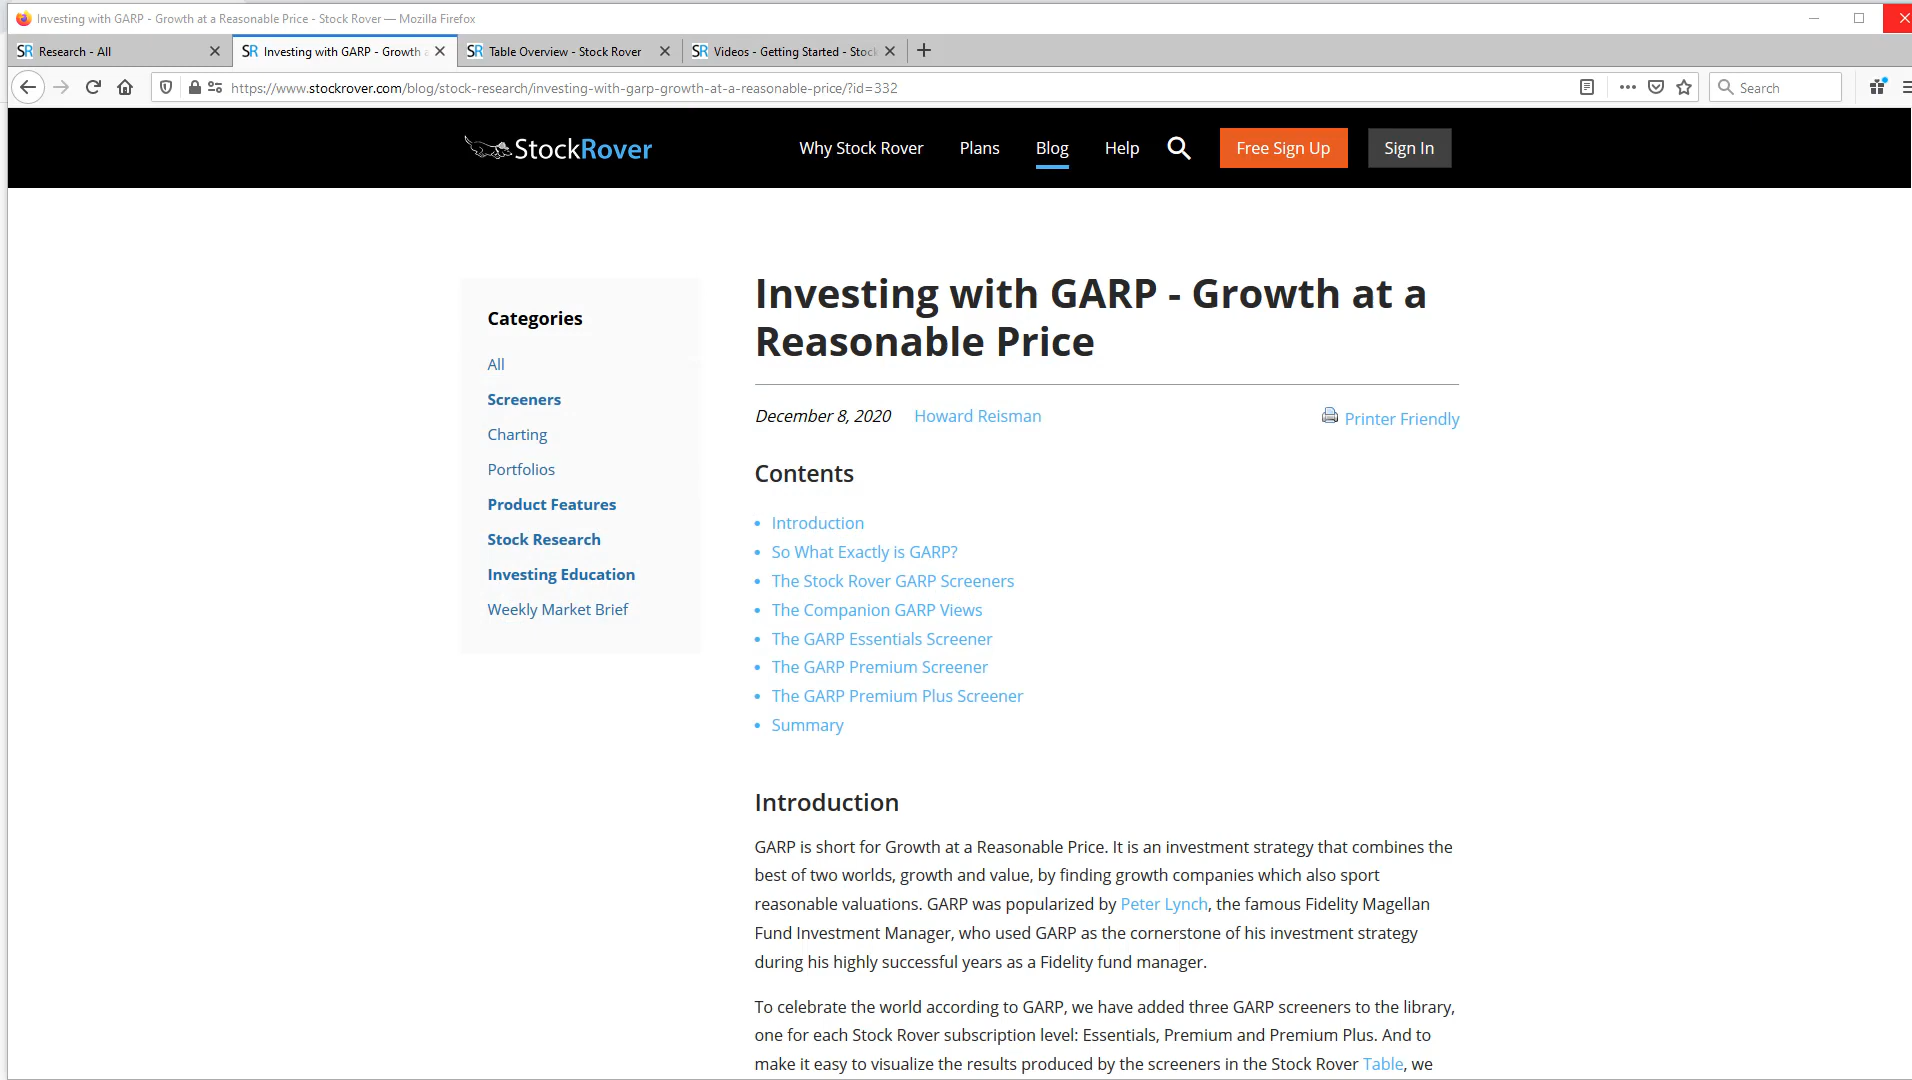 Investing with GARP - Growth at a Reasonable Price - Stock Rover — Mozilla Firefox
SR Research - All
SR Investing with GARP - Growth a
SR Table Overview - Stock Rover
SR Videos - Getting Started - Stock
https://www.stockrover.com/blog/stock-research/investing-with-garp-growth-at-a-reasonable-price/?id=332
Search
StockRover
Why Stock Rover
Plans
Blog
Help
Free Sign Up
Sign In
Categories
All
Screeners
Charting
Portfolios
Product Features
Stock Research
Investing Education
Weekly Market Brief
Investing with GARP - Growth at a
Reasonable Price
December 8, 2020 Howard Reisman
Printer Friendly
Contents
• Introduction
• So What Exactly is GARP?
• The Stock Rover GARP Screeners
• The Companion GARP Views
• The GARP Essentials Screener
• The GARP Premium Screener
• The GARP Premium Plus Screener
• Summary
Introduction
GARP is short for Growth at a Reasonable Price. It is an investment strategy that combines the
best of two worlds, growth and value, by finding growth companies which also sport
reasonable valuations. GARP was popularized by Peter Lynch, the famous Fidelity Magellan
Fund Investment Manager, who used GARP as the cornerstone of his investment strategy
during his highly successful years as a Fidelity fund manager.
To celebrate the world according to GARP, we have added three GARP screeners to the library,
one for each Stock Rover subscription level: Essentials, Premium and Premium Plus. And to
make it easy to visualize the results produced by the screeners in the Stock Rover Table, we